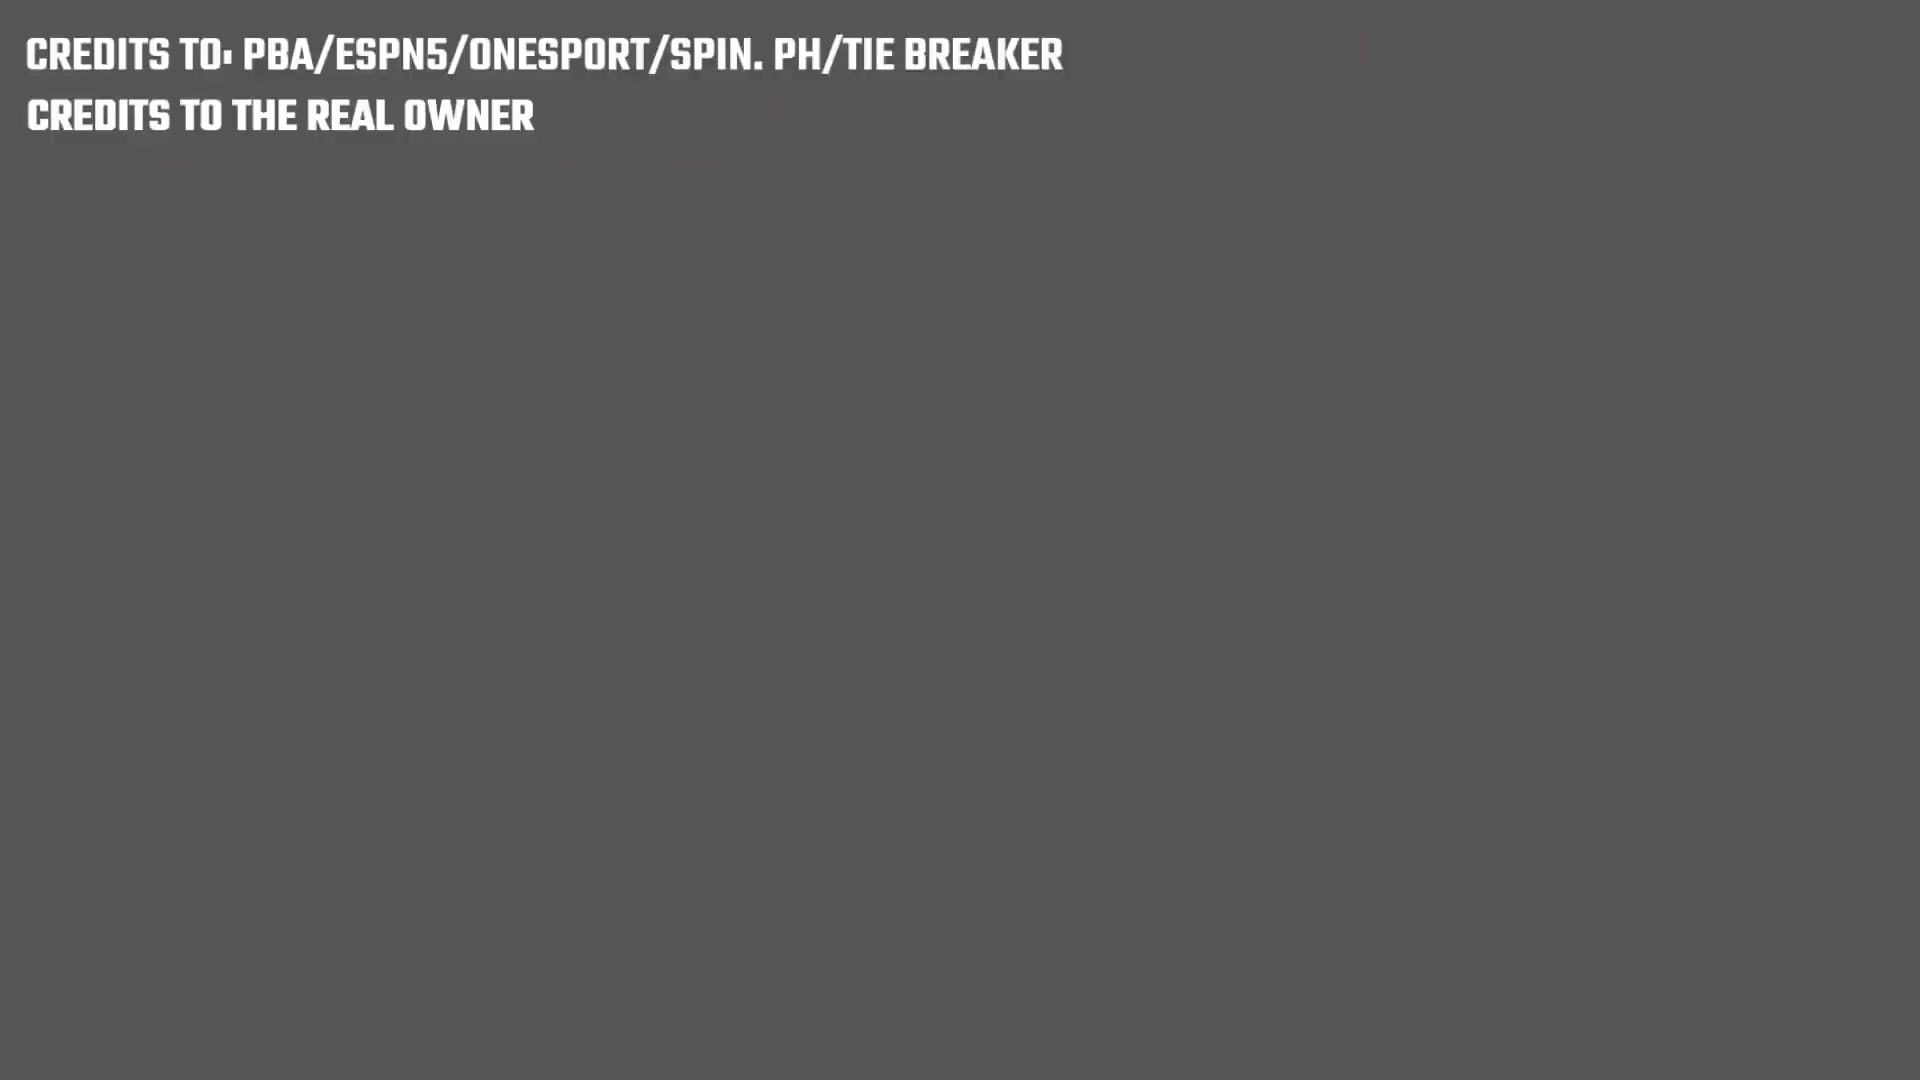 CREDITS TO: PBA/ESPN5/ONESPORT/SPIN. PH/TIE BREAKER
CREDITS TO THE REAL OWNER